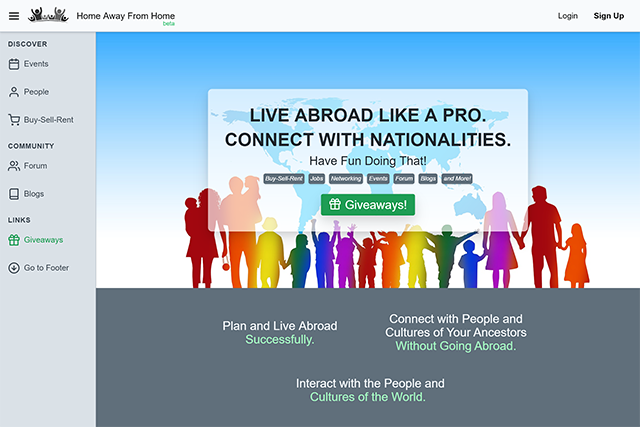 Home Away From Home
beta
Login
Sign Up
DISCOVER
Events
People
Buy-Sell-Rent
COMMUNITY
Forum
Blogs
LINKS
Giveaways
Go to Footer
LIVE ABROAD LIKE A PRO.
CONNECT WITH NATIONALITIES.
Have Fun Doing That!
Buy-Sell-Rent Jobs Networking Events Forum Blogs and More!
Giveaways!
Plan and Live Abroad
Successfully.
Connect with People and
Cultures of Your Ancestors
Without Going Abroad.
Interact with the People and
Cultures of the World.